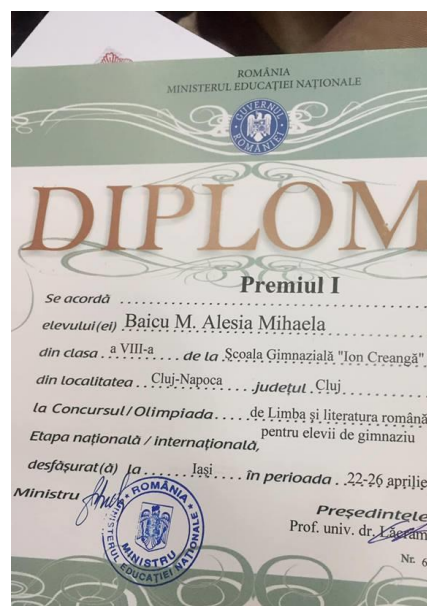 ROMÂNIA
MINISTERUL EDUCAȚIEI NAȚIONALE
GUVERNUL ROMÂNIEI
DIPLOM
Se acordă Premiul I
elevului(ei) Baicu M. Alesia Mihaela
din clasa a VIII-a de la Școala Gimnazială "Ion Creangă"
din localitatea Cluj-Napoca județul Cluj
la Concursul/Olimpiada de Limba și literatura română
pentru elevii de gimnaziu
Etapa națională / internațională,
desfășurat(ă) la Iași în perioada 22-26 aprilie
Ministru
ROMÂNIA
MINISTERUL EDUCAȚIEI NAȚIONALE
MINISTRU
Președintele
Prof. univ. dr. Lăcrăm
Nr. 6